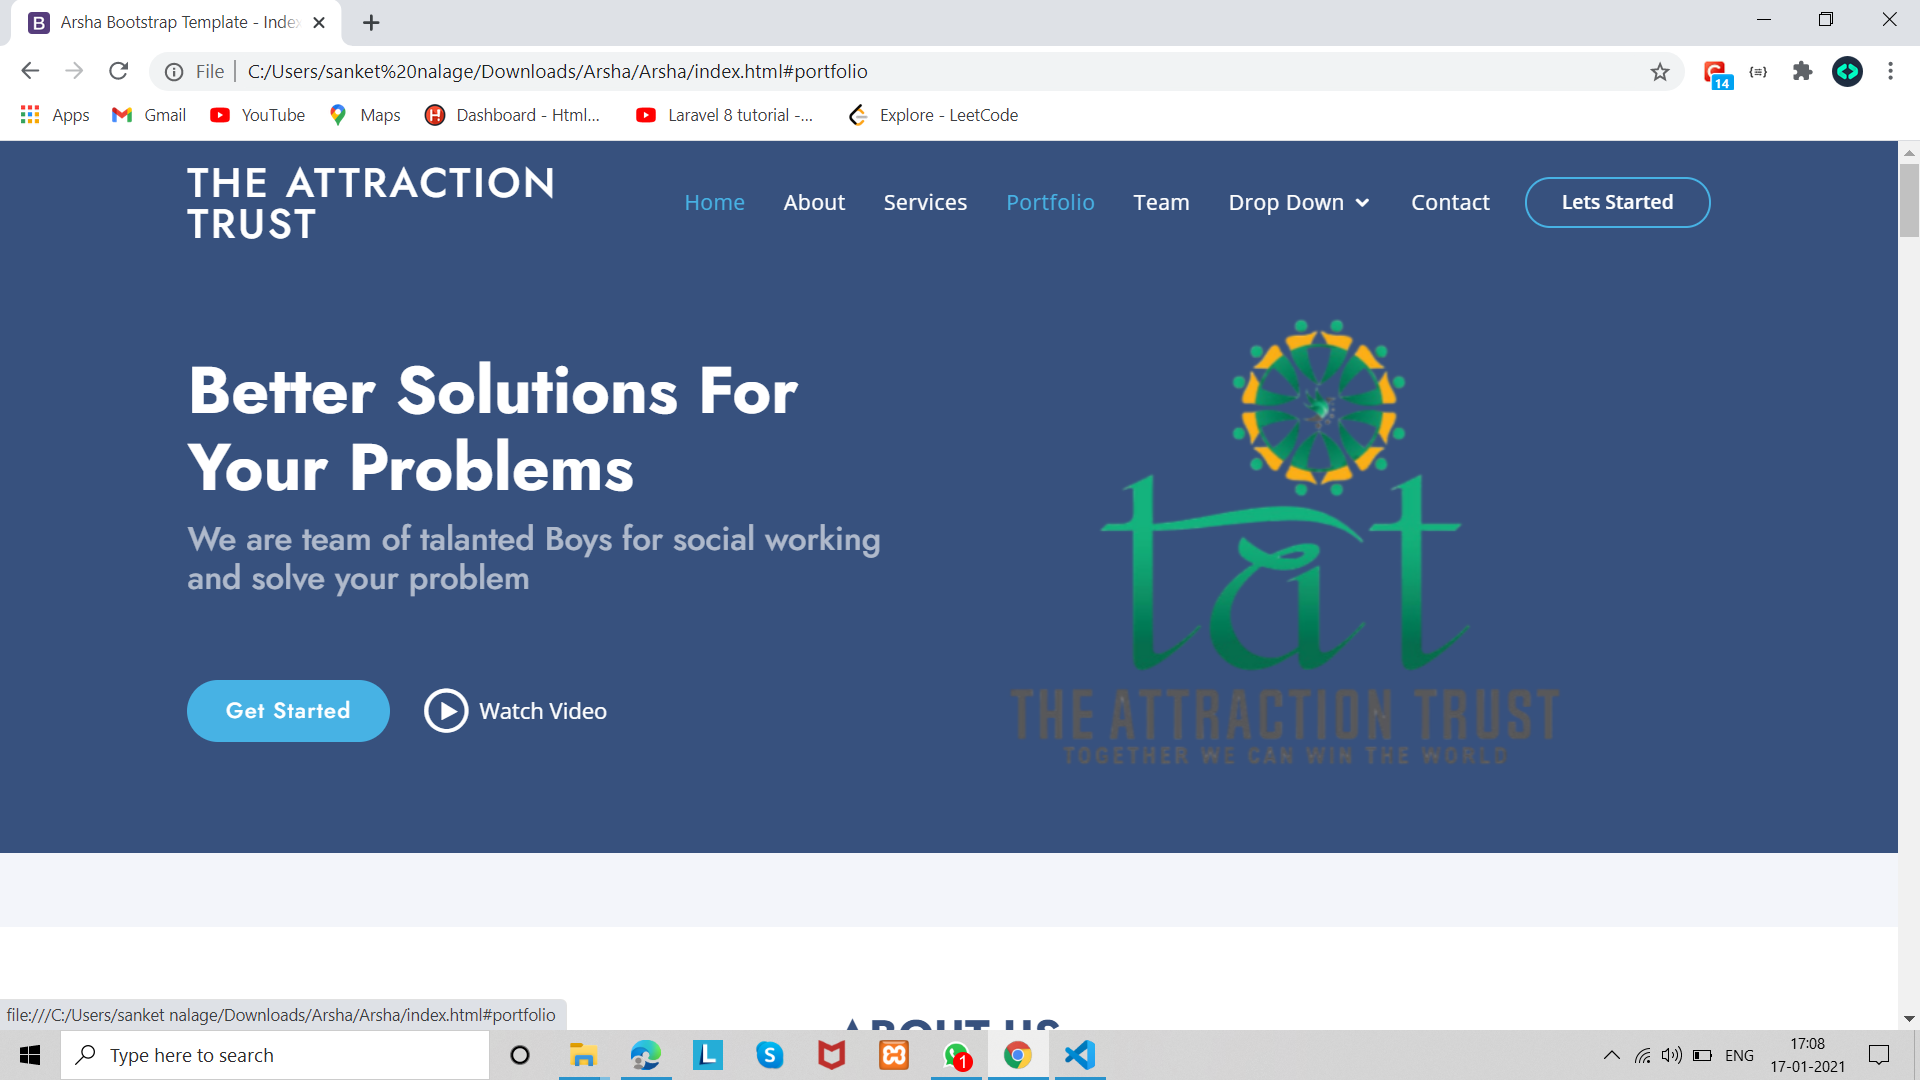 Arsha Bootstrap Template - Inde
File
C:/Users/sanket%20nalage/Downloads/Arsha/Arsha/index.html#portfolio
14
Apps
Gmail
YouTube
Maps
Dashboard - Html...
Laravel 8 tutorial -...
Explore - LeetCode
THE ATTRACTION
TRUST
Home
About
Services
Portfolio
Team
Drop Down
Contact
Lets Started
Better Solutions For
Your Problems
We are team of talanted Boys for social working
and solve your problem
Get Started
Watch Video
tat
THE ATTRACTION TRUST
TOGETHER WE CAN WIN THE WORLD
ABOUT US
file:///C:/Users/sanket nalage/Downloads/Arsha/Arsha/index.html#portfolio
Type here to search
1
ENG
17:08
17-01-2021